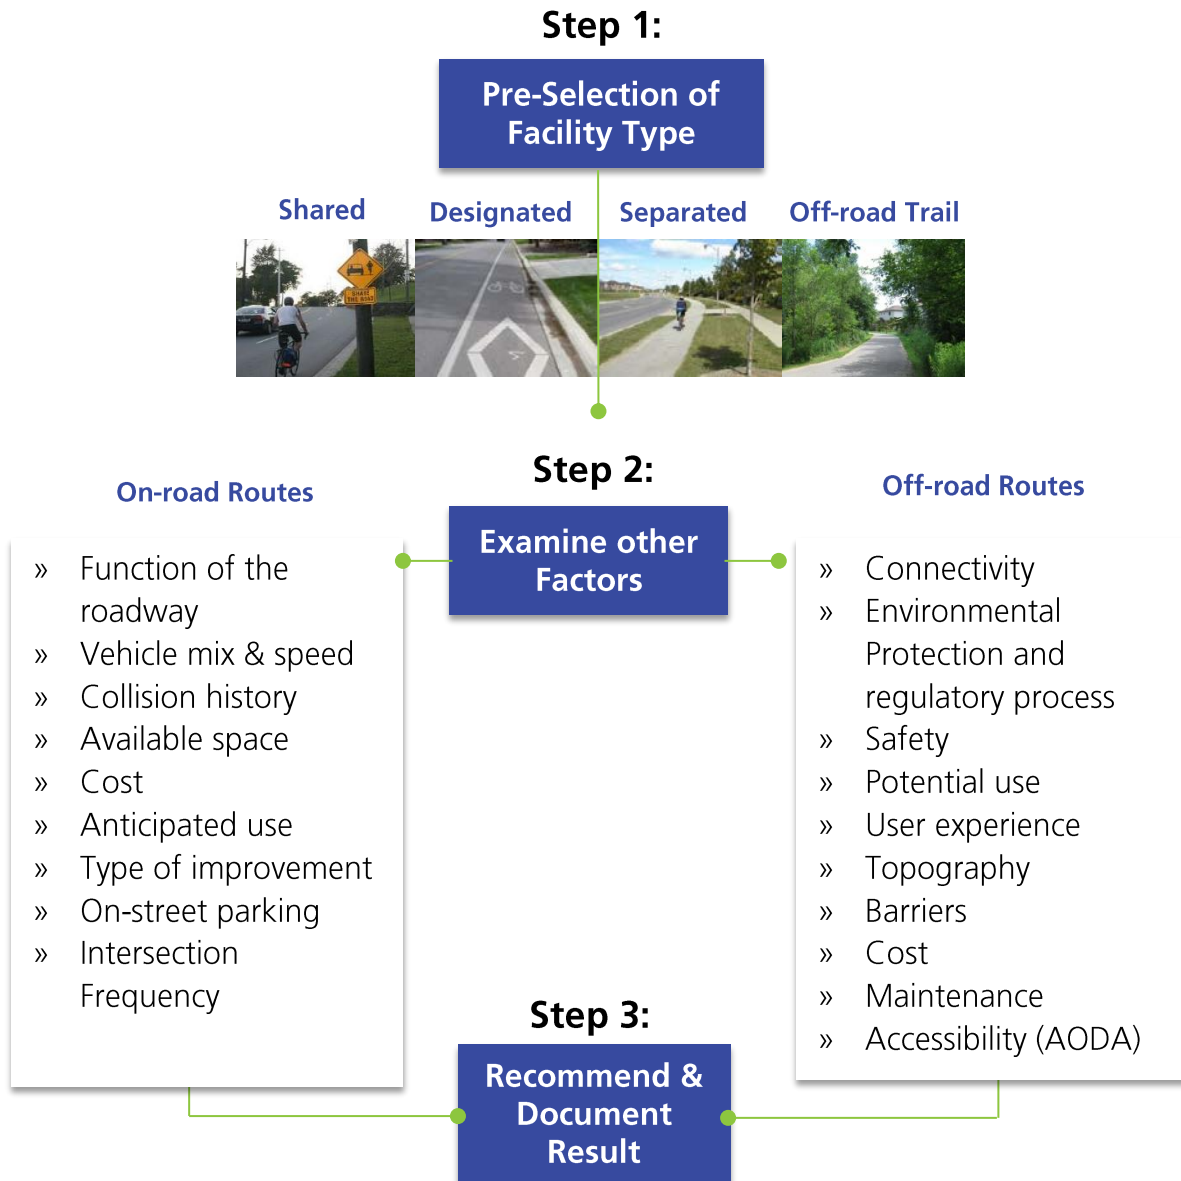 Step 1:
Pre-Selection of
Facility Type
Shared
Designated
Separated
Off-road Trail
SHARE
THE ROAD
Step 2:
Examine other
Factors
On-road Routes
» Function of the
roadway
» Vehicle mix & speed
» Collision history
» Available space
» Cost
» Anticipated use
» Type of improvement
» On-street parking
» Intersection
Frequency
Off-road Routes
» Connectivity
» Environmental
Protection and
regulatory process
» Safety
» Potential use
» User experience
» Topography
» Barriers
» Cost
» Maintenance
» Accessibility (AODA)
Step 3:
Recommend &
Document
Result